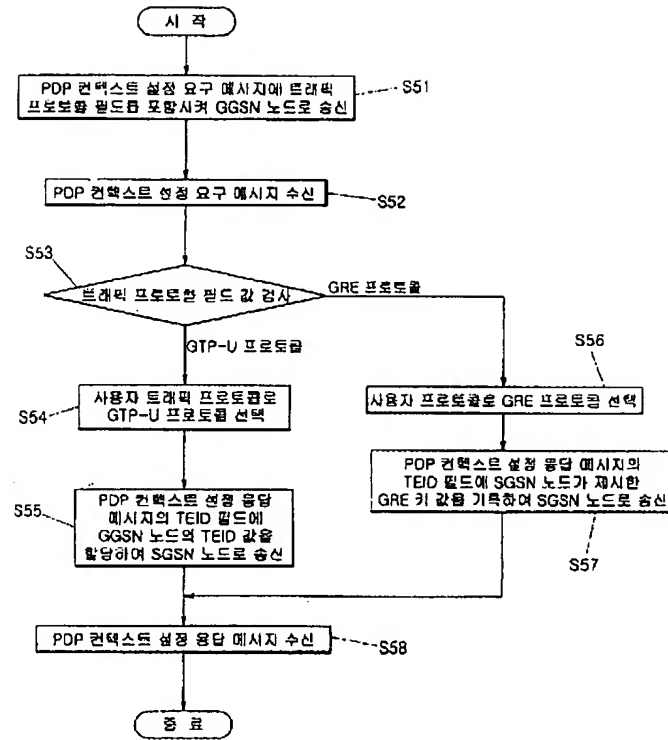 시 작
PDP 컨텍스트 설정 요구 메시지에 트래픽
프로토콜 필드를 포함시켜 GGSN 노드로 송신
S51
PDP 컨텍스트 설정 요구 메시지 수신
S52
S53
트래픽 프로토콜 필드 값 검사
GRE 프로토콜
GTP-U 프로토콜
S54
사용자 트래픽 프로토콜로
GTP-U 프로토콜 선택
S56
사용자 프로토콜로 GRE 프로토콜 선택
S55
PDP 컨텍스트 설정 응답
메시지의 TEID 필드에
GGSN 노드의 TEID 값을
할당하여 SGSN 노드로 송신
PDP 컨텍스트 설정 응답 메시지의
TEID 필드에 SGSN 노드가 제시한
GRE 키 값을 기록하여 SGSN 노드로 송신
S57
PDP 컨텍스트 설정 응답 메시지 수신
S58
종 료